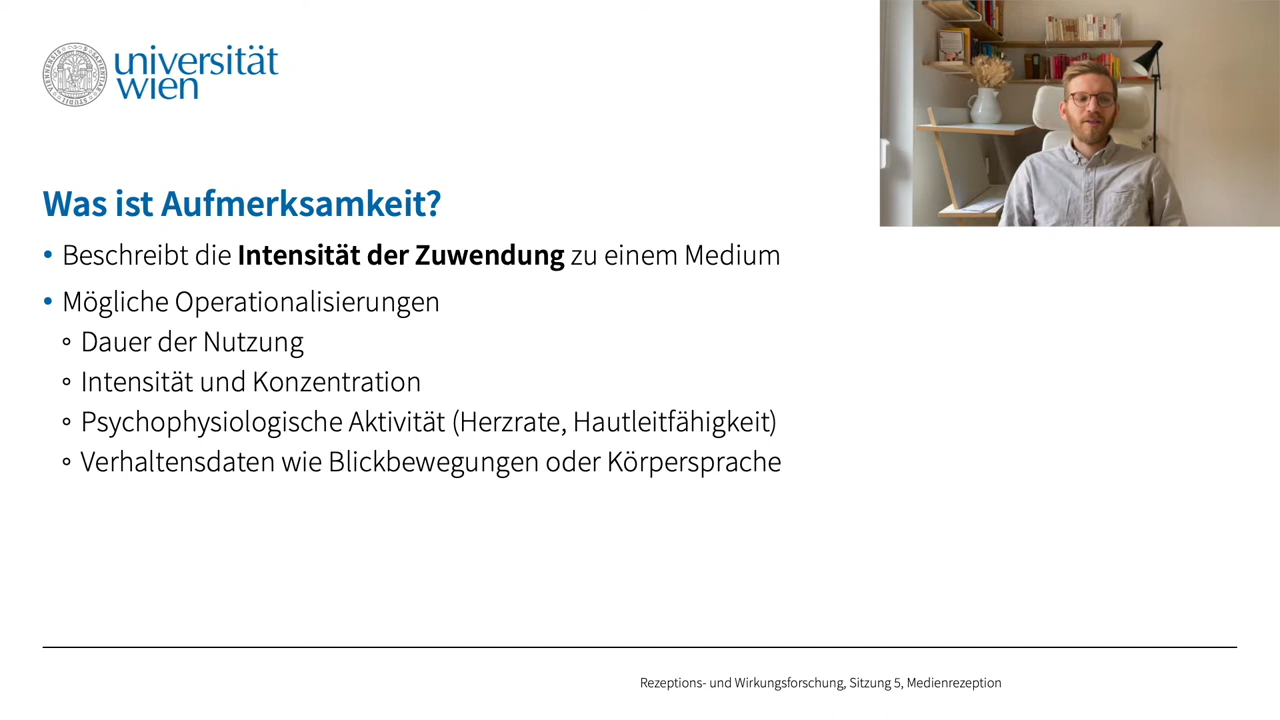 universität
wien
Was ist Aufmerksamkeit?
• Beschreibt die Intensität der Zuwendung zu einem Medium
• Mögliche Operationalisierungen
◦ Dauer der Nutzung
◦ Intensität und Konzentration
◦ Psychophysiologische Aktivität (Herzrate, Hautleitfähigkeit)
◦ Verhaltensdaten wie Blickbewegungen oder Körpersprache
Rezeptions- und Wirkungsforschung, Sitzung 5, Medienrezeption